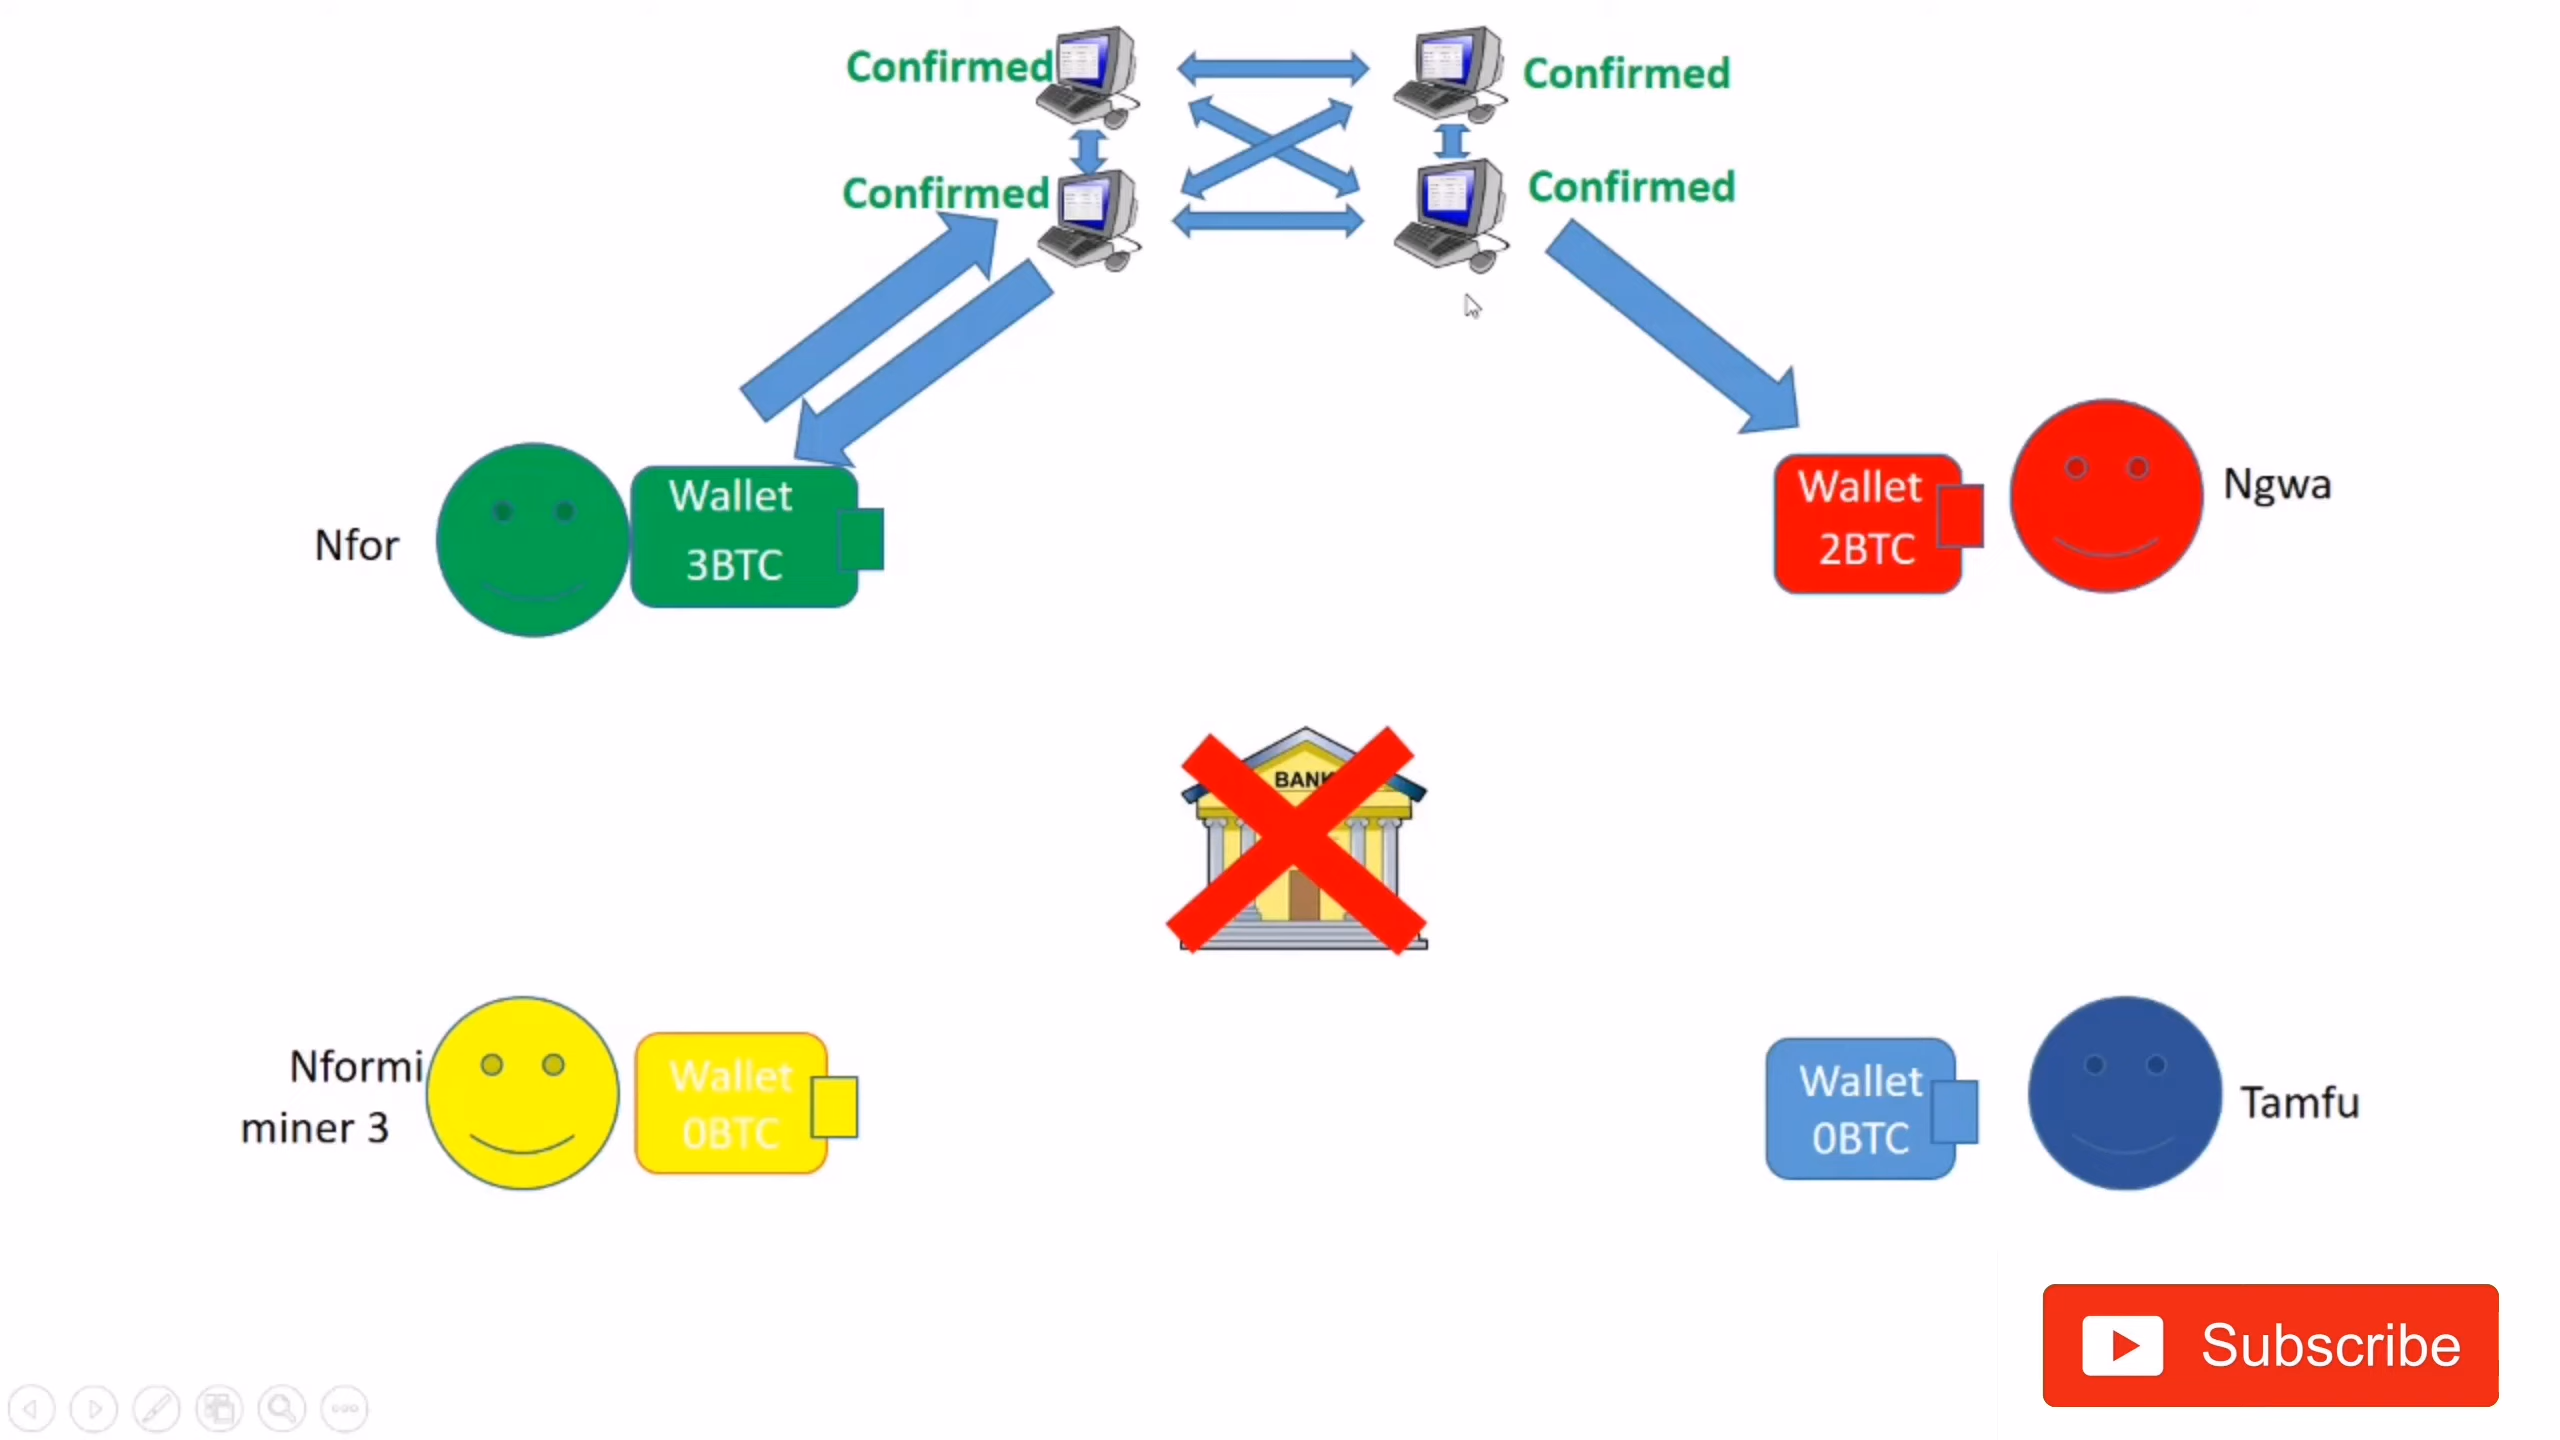 Confirmed
Confirmed
Confirmed
Confirmed
Nfor
Wallet
3BTC
Wallet
2BTC
Ngwa
BANK
Nformi
miner 3
Wallet
0BTC
Wallet
0BTC
Tamfu
Subscribe